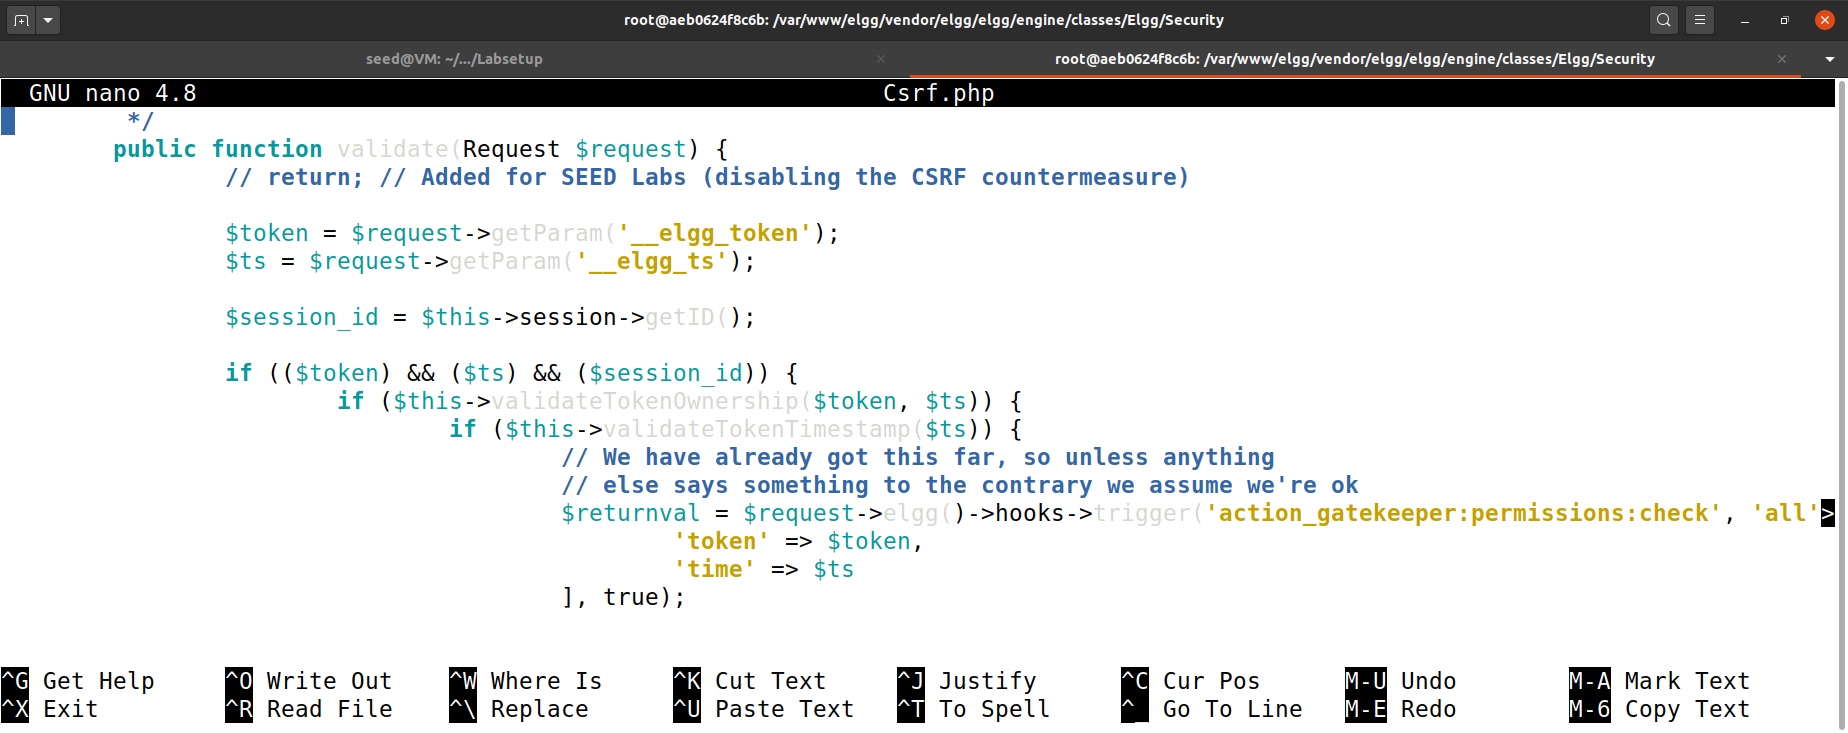 root@aeb0624f8c6b: /var/www/elgg/vendor/elgg/elgg/engine/classes/Elgg/Security
seed@VM: ~/.../Labsetup × root@aeb0624f8c6b: /var/www/elgg/vendor/elgg/elgg/engine/classes/Elgg/Security ×
GNU nano 4.8 Csrf.php
*/
public function validate(Request $request) {
// return; // Added for SEED Labs (disabling the CSRF countermeasure)
$token = $request->getParam('__elgg_token');
$ts = $request->getParam('__elgg_ts');
$session_id = $this->session->getID();
if (($token) && ($ts) && ($session_id)) {
if ($this->validateTokenOwnership($token, $ts)) {
if ($this->validateTokenTimestamp($ts)) {
// We have already got this far, so unless anything
// else says something to the contrary we assume we're ok
$returnval = $request->elgg()->hooks->trigger('action_gatekeeper:permissions:check', 'all'>
'token' => $token,
'time' => $ts
], true);
^G Get Help ^O Write Out ^W Where Is ^K Cut Text ^J Justify ^C Cur Pos M-U Undo M-A Mark Text
^X Exit ^R Read File ^\ Replace ^U Paste Text ^T To Spell ^_ Go To Line M-E Redo M-6 Copy Text